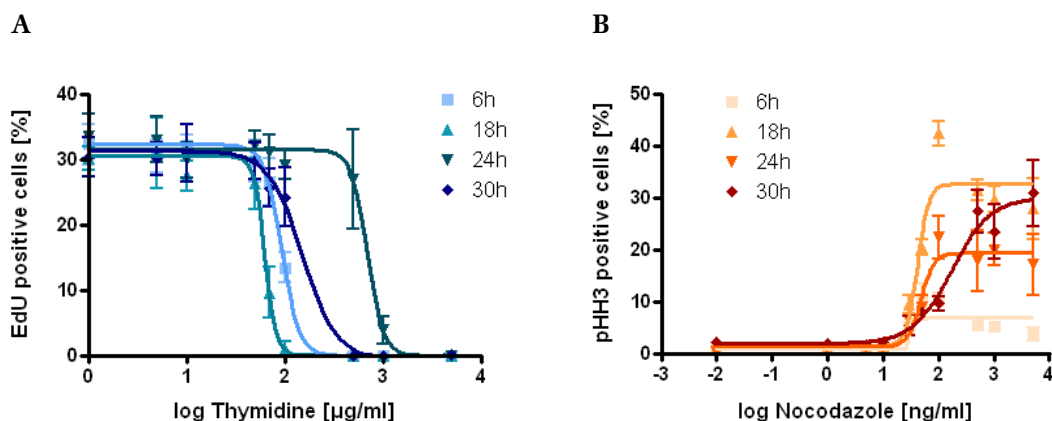 A
EdU positive cells [%]
40
30
20
10
0
0
1
2
3
4
log Thymidine [µg/ml]
6h
18h
24h
30h
B
pHH3 positive cells [%]
50
40
30
20
10
0
-3
-2
-1
0
1
2
3
4
log Nocodazole [ng/ml]
6h
18h
24h
30h